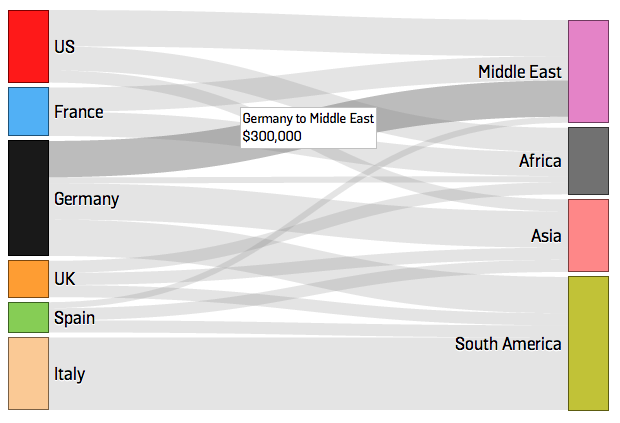 US
France
Germany
UK
Spain
Italy
Germany to Middle East
$300,000
Middle East
Africa
Asia
South America